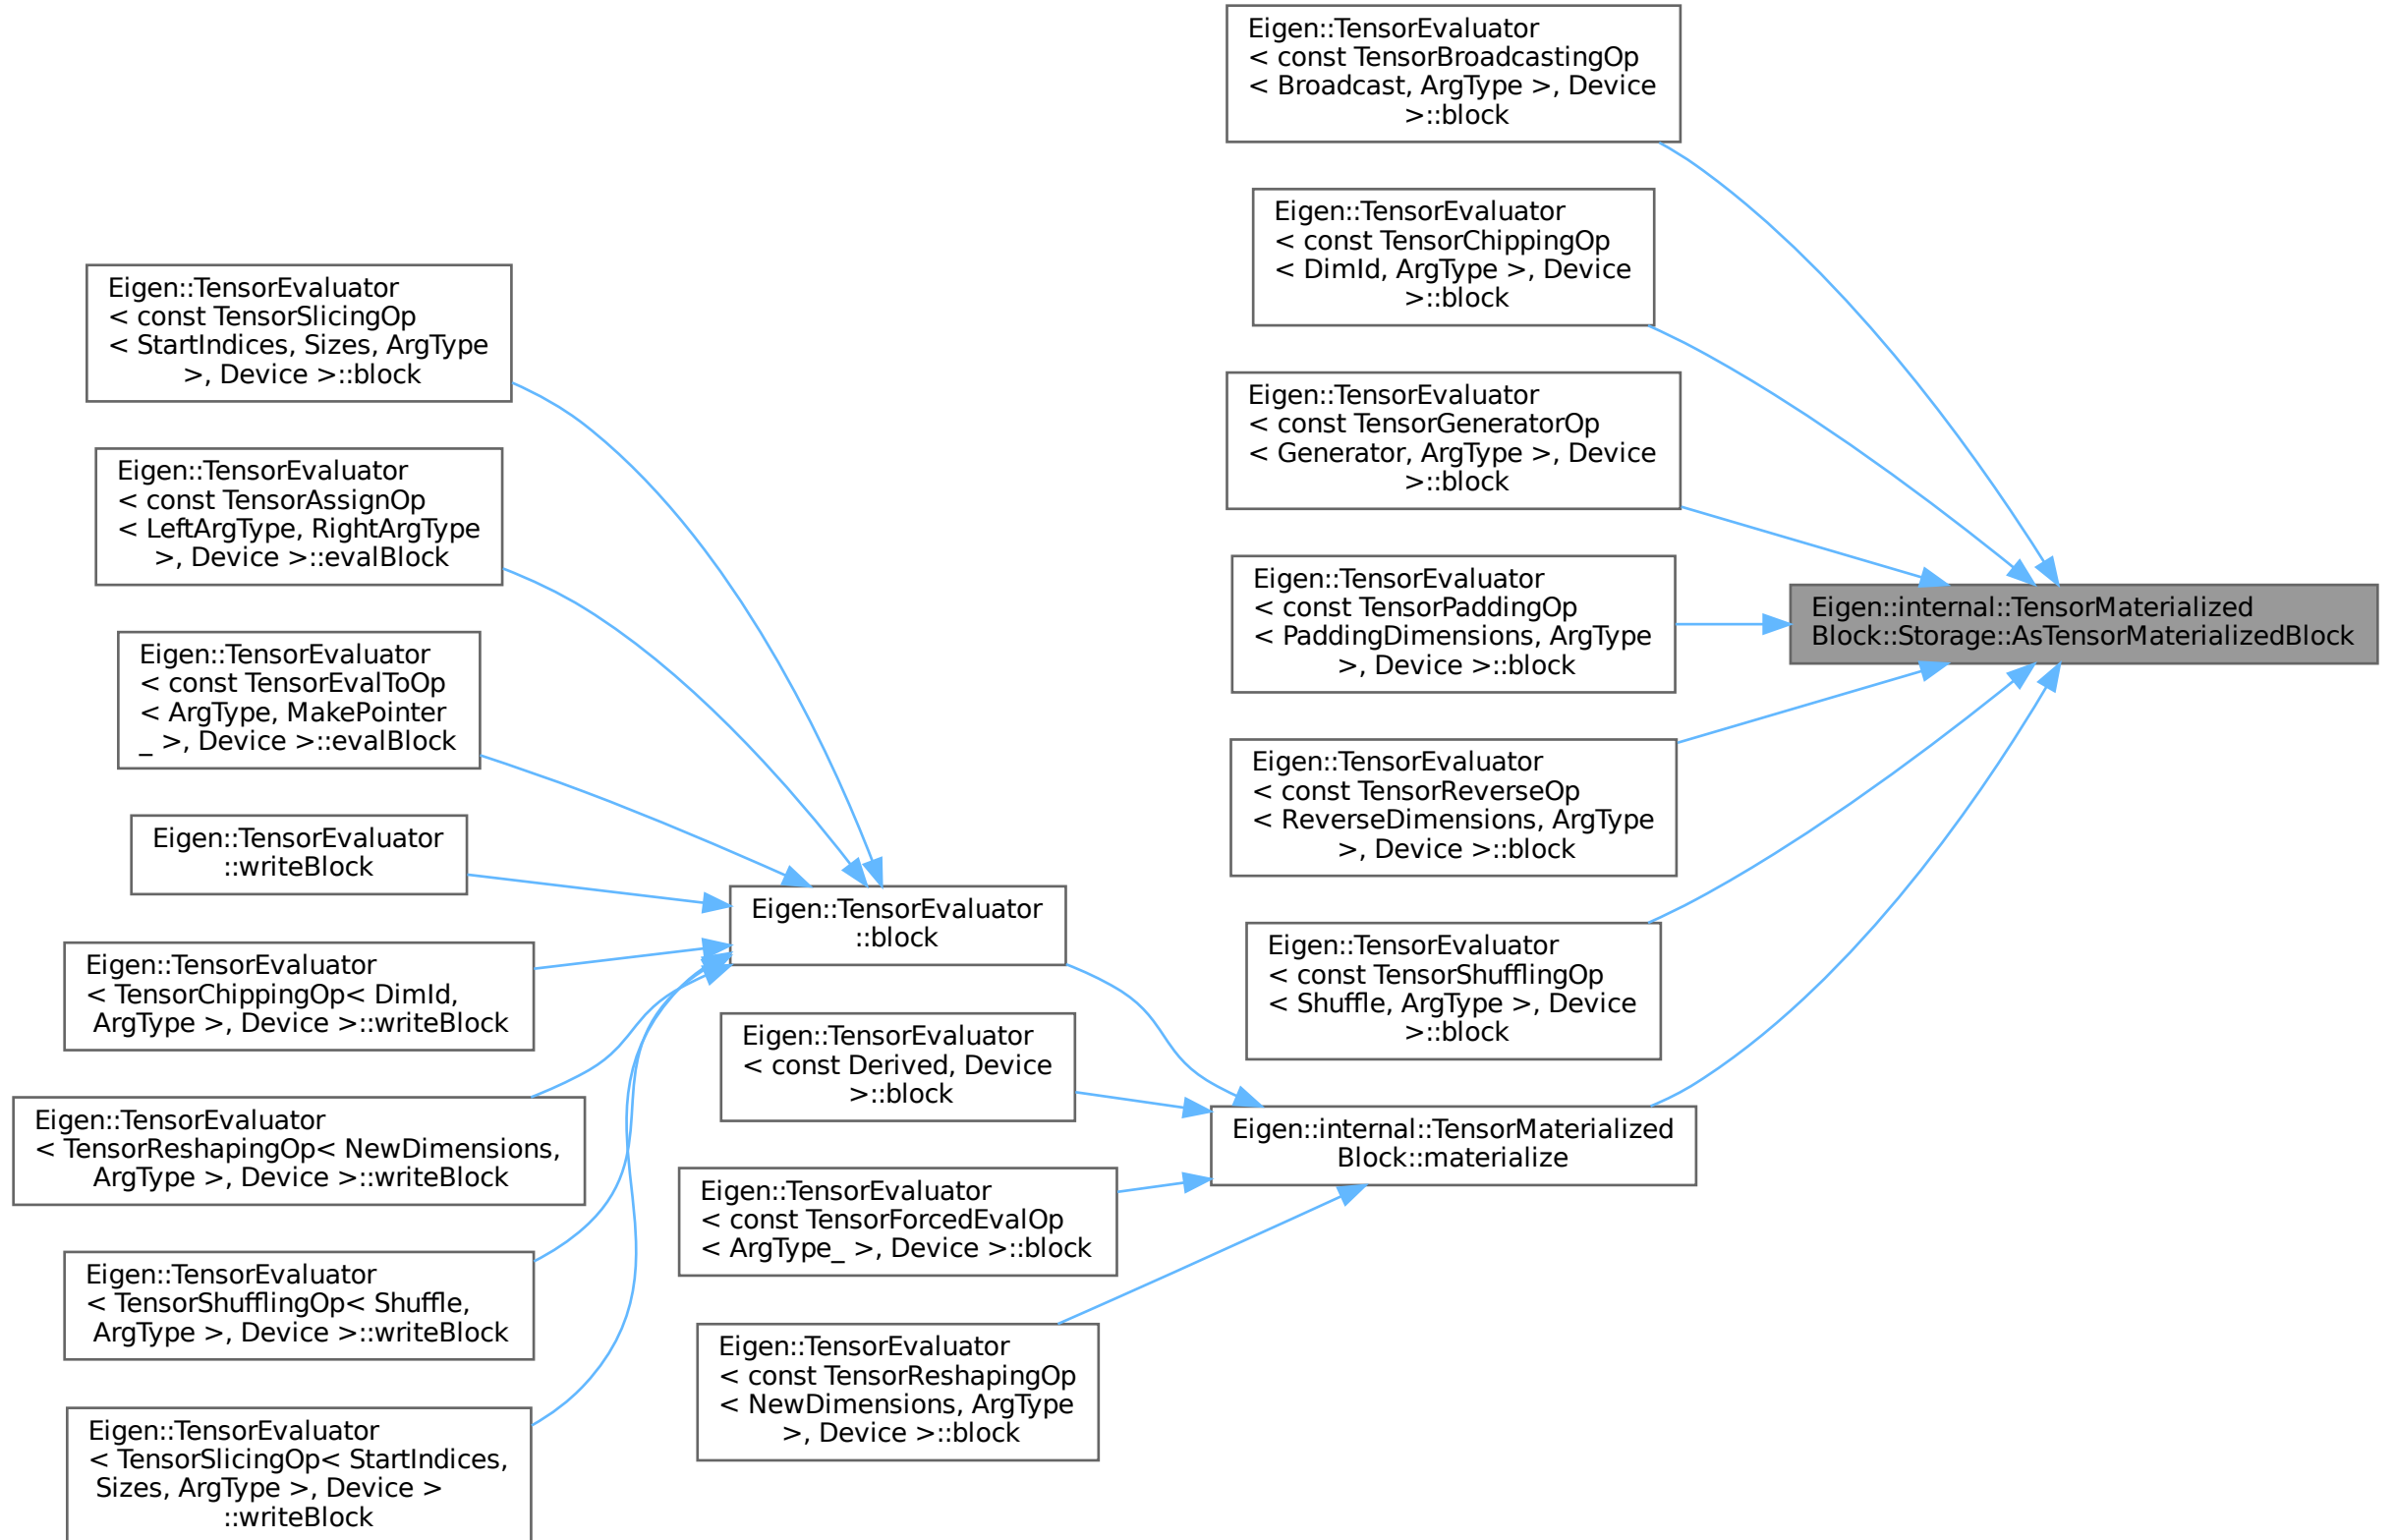 Eigen::TensorEvaluator
< const TensorBroadcastingOp
< Broadcast, ArgType >, Device
>::block
Eigen::TensorEvaluator
< const TensorChippingOp
< DimId, ArgType >, Device
>::block
Eigen::TensorEvaluator
< const TensorGeneratorOp
< Generator, ArgType >, Device
>::block
Eigen::TensorEvaluator
< const TensorPaddingOp
< PaddingDimensions, ArgType
>, Device >::block
Eigen::TensorEvaluator
< const TensorReverseOp
< ReverseDimensions, ArgType
>, Device >::block
Eigen::TensorEvaluator
< const TensorShufflingOp
< Shuffle, ArgType >, Device
>::block
Eigen::internal::TensorMaterialized
Block::materialize
Eigen::internal::TensorMaterialized
Block::Storage::AsTensorMaterializedBlock
Eigen::TensorEvaluator
::block
Eigen::TensorEvaluator
< const Derived, Device
>::block
Eigen::TensorEvaluator
< const TensorForcedEvalOp
< ArgType_ >, Device >::block
Eigen::TensorEvaluator
< const TensorReshapingOp
< NewDimensions, ArgType
>, Device >::block
Eigen::TensorEvaluator
< const TensorSlicingOp
< StartIndices, Sizes, ArgType
>, Device >::block
Eigen::TensorEvaluator
< const TensorAssignOp
< LeftArgType, RightArgType
>, Device >::evalBlock
Eigen::TensorEvaluator
< const TensorEvalToOp
< ArgType, MakePointer
_ >, Device >::evalBlock
Eigen::TensorEvaluator
::writeBlock
Eigen::TensorEvaluator
< TensorChippingOp< DimId,
ArgType >, Device >::writeBlock
Eigen::TensorEvaluator
< TensorReshapingOp< NewDimensions,
ArgType >, Device >::writeBlock
Eigen::TensorEvaluator
< TensorShufflingOp< Shuffle,
ArgType >, Device >::writeBlock
Eigen::TensorEvaluator
< TensorSlicingOp< StartIndices,
Sizes, ArgType >, Device >
::writeBlock